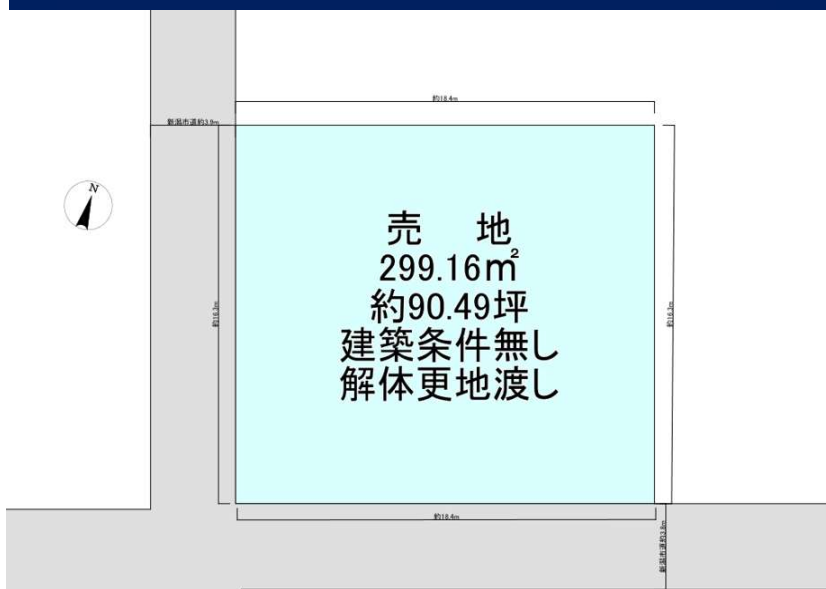 約18.4m
新潟市道約3.9m
N
売 地
299.16㎡
約90.49坪
建築条件無し
解体更地渡し
約16.3m
約16.3m
約18.4m
新潟市道約3.8m